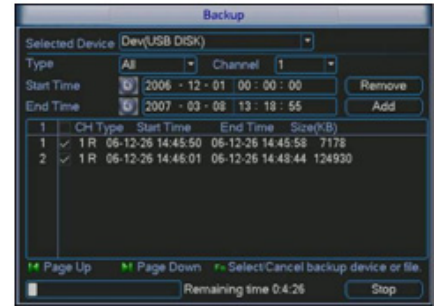 Backup
Selected Device Dev(USB DISK)
Type All Channel 1
Start Time 2006 - 12 - 01 00 : 00 : 00 Remove
End Time 2007 - 03 - 08 13 : 18 : 55 Add
1 CH Type Start Time End Time Size(KB)
1 1 R 06-12-26 14:45:50 06-12-26 14:45:58 7178
2 1 R 06-12-26 14:46:01 06-12-26 14:48:44 124930
Page Up Page Down Select/Cancel backup device or file.
Remaining time 0:4:26 Stop